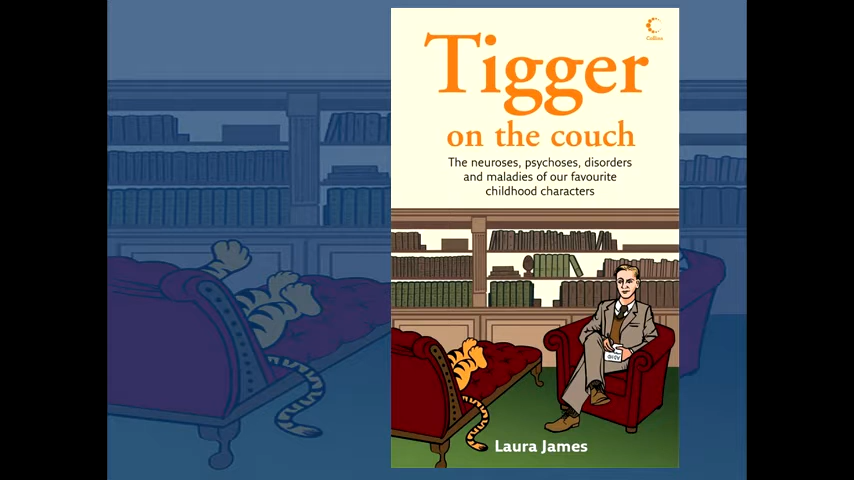 Collins
Tigger
on the couch
The neuroses, psychoses, disorders
and maladies of our favourite
childhood characters
Laura James